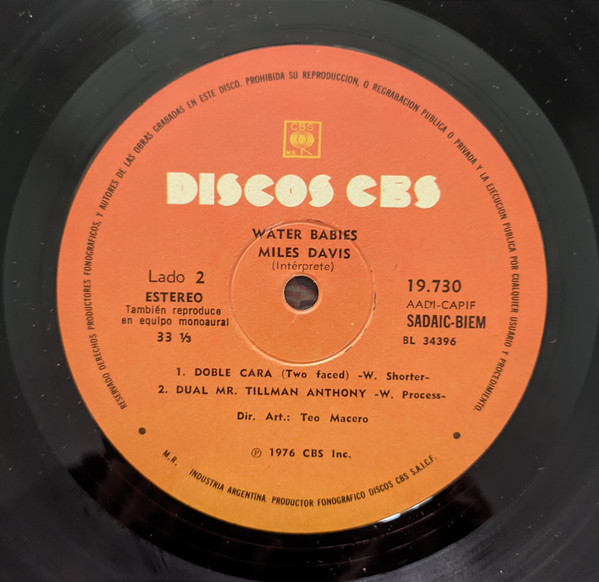 RESERVADO DERECHOS PRODUCTORES FONOGRAFICOS, Y AUTORES DE LAS OBRAS GRABADAS EN ESTE DISCO. PROHIBIDA SU REPRODUCCION, O REGRABACION PUBLICA O PRIVADA Y LA EJECUCION PUBLICA POR CUALQUIER USUARIO Y PROCEDIMIENTO.
CBS
M.R.
DISCOS CBS
WATER BABIES
MILES DAVIS
(Intérprete)
Lado 2
ESTEREO
También reproduce
en equipo monoaural
33 ⅓
19.730
AADI-CAPIF
SADAIC-BIEM
BL 34396
1. DOBLE CARA (Two faced) -W. Shorter-
2. DUAL MR. TILLMAN ANTHONY -W. Process-
Dir. Art.: Teo Macero
℗ 1976 CBS Inc.
M.R. INDUSTRIA ARGENTINA. PRODUCTOR FONOGRAFICO DISCOS CBS S.A.I.C.F.